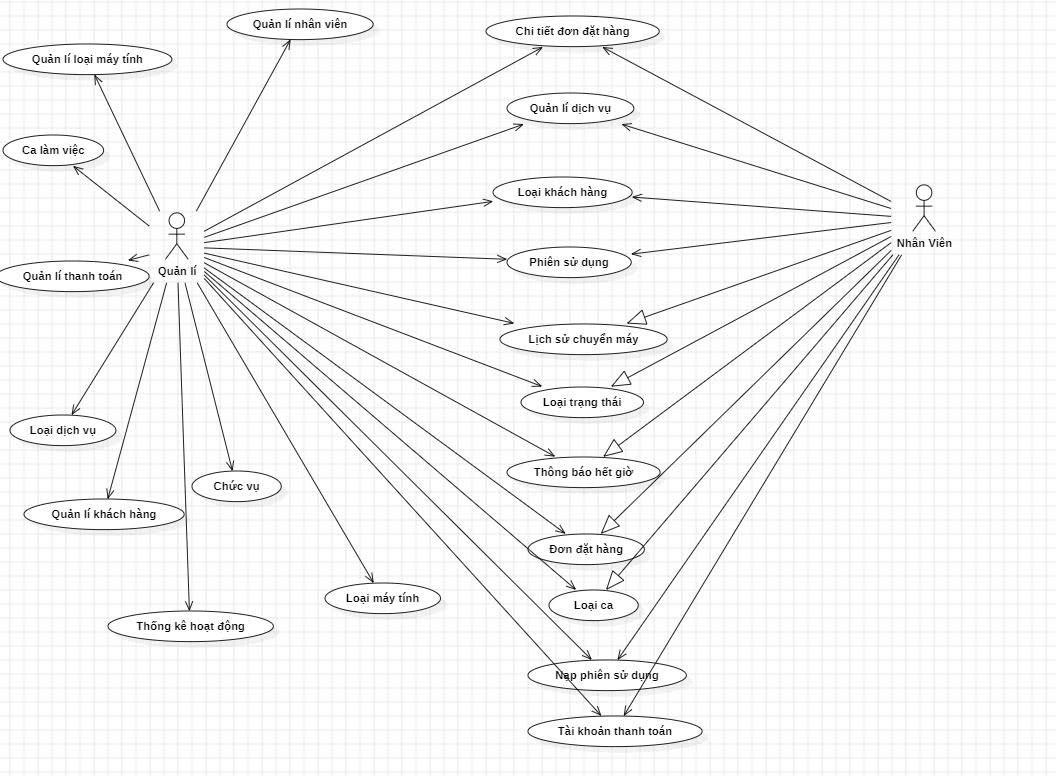 Quản lí nhân viên
Chi tiết đơn đặt hàng
Quản lí loại máy tính
Quản lí dịch vụ
Ca làm việc
Loại khách hàng
Nhân Viên
Phiên sử dụng
Quản lí
Quản lí thanh toán
Lịch sử chuyển máy
Loại trạng thái
Loại dịch vụ
Thông báo hết giờ
Chức vụ
Quản lí khách hàng
Đơn đặt hàng
Loại máy tính
Loại ca
Thống kê hoạt động
Nạp phiên sử dụng
Tài khoản thanh toán